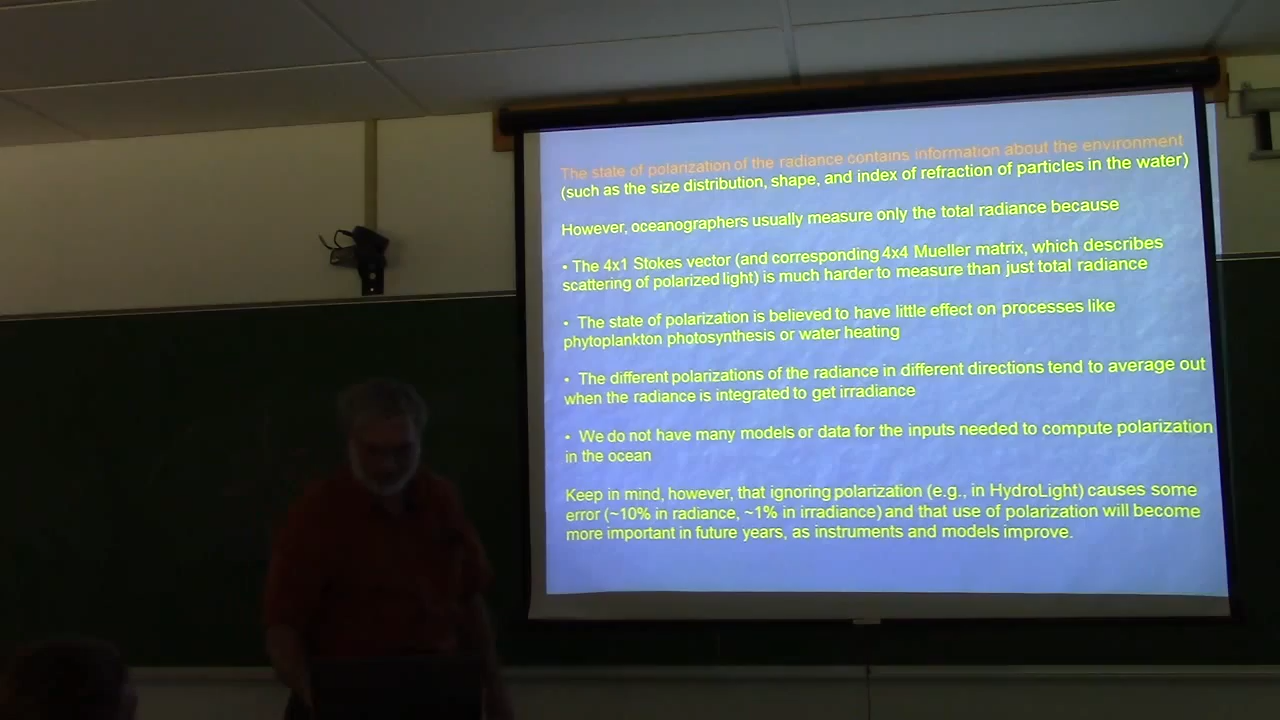 The state of polarization of the radiance contains information about the environment
(such as the size distribution, shape, and index of refraction of particles in the water)
However, oceanographers usually measure only the total radiance because
• The 4x1 Stokes vector (and corresponding 4x4 Mueller matrix, which describes
scattering of polarized light) is much harder to measure than just total radiance
• The state of polarization is believed to have little effect on processes like
phytoplankton photosynthesis or water heating
• The different polarizations of the radiance in different directions tend to average out
when the radiance is integrated to get irradiance
• We do not have many models or data for the inputs needed to compute polarization
in the ocean
Keep in mind, however, that ignoring polarization (e.g., in HydroLight) causes some
error (~10% in radiance, ~1% in irradiance) and that use of polarization will become
more important in future years, as instruments and models improve.